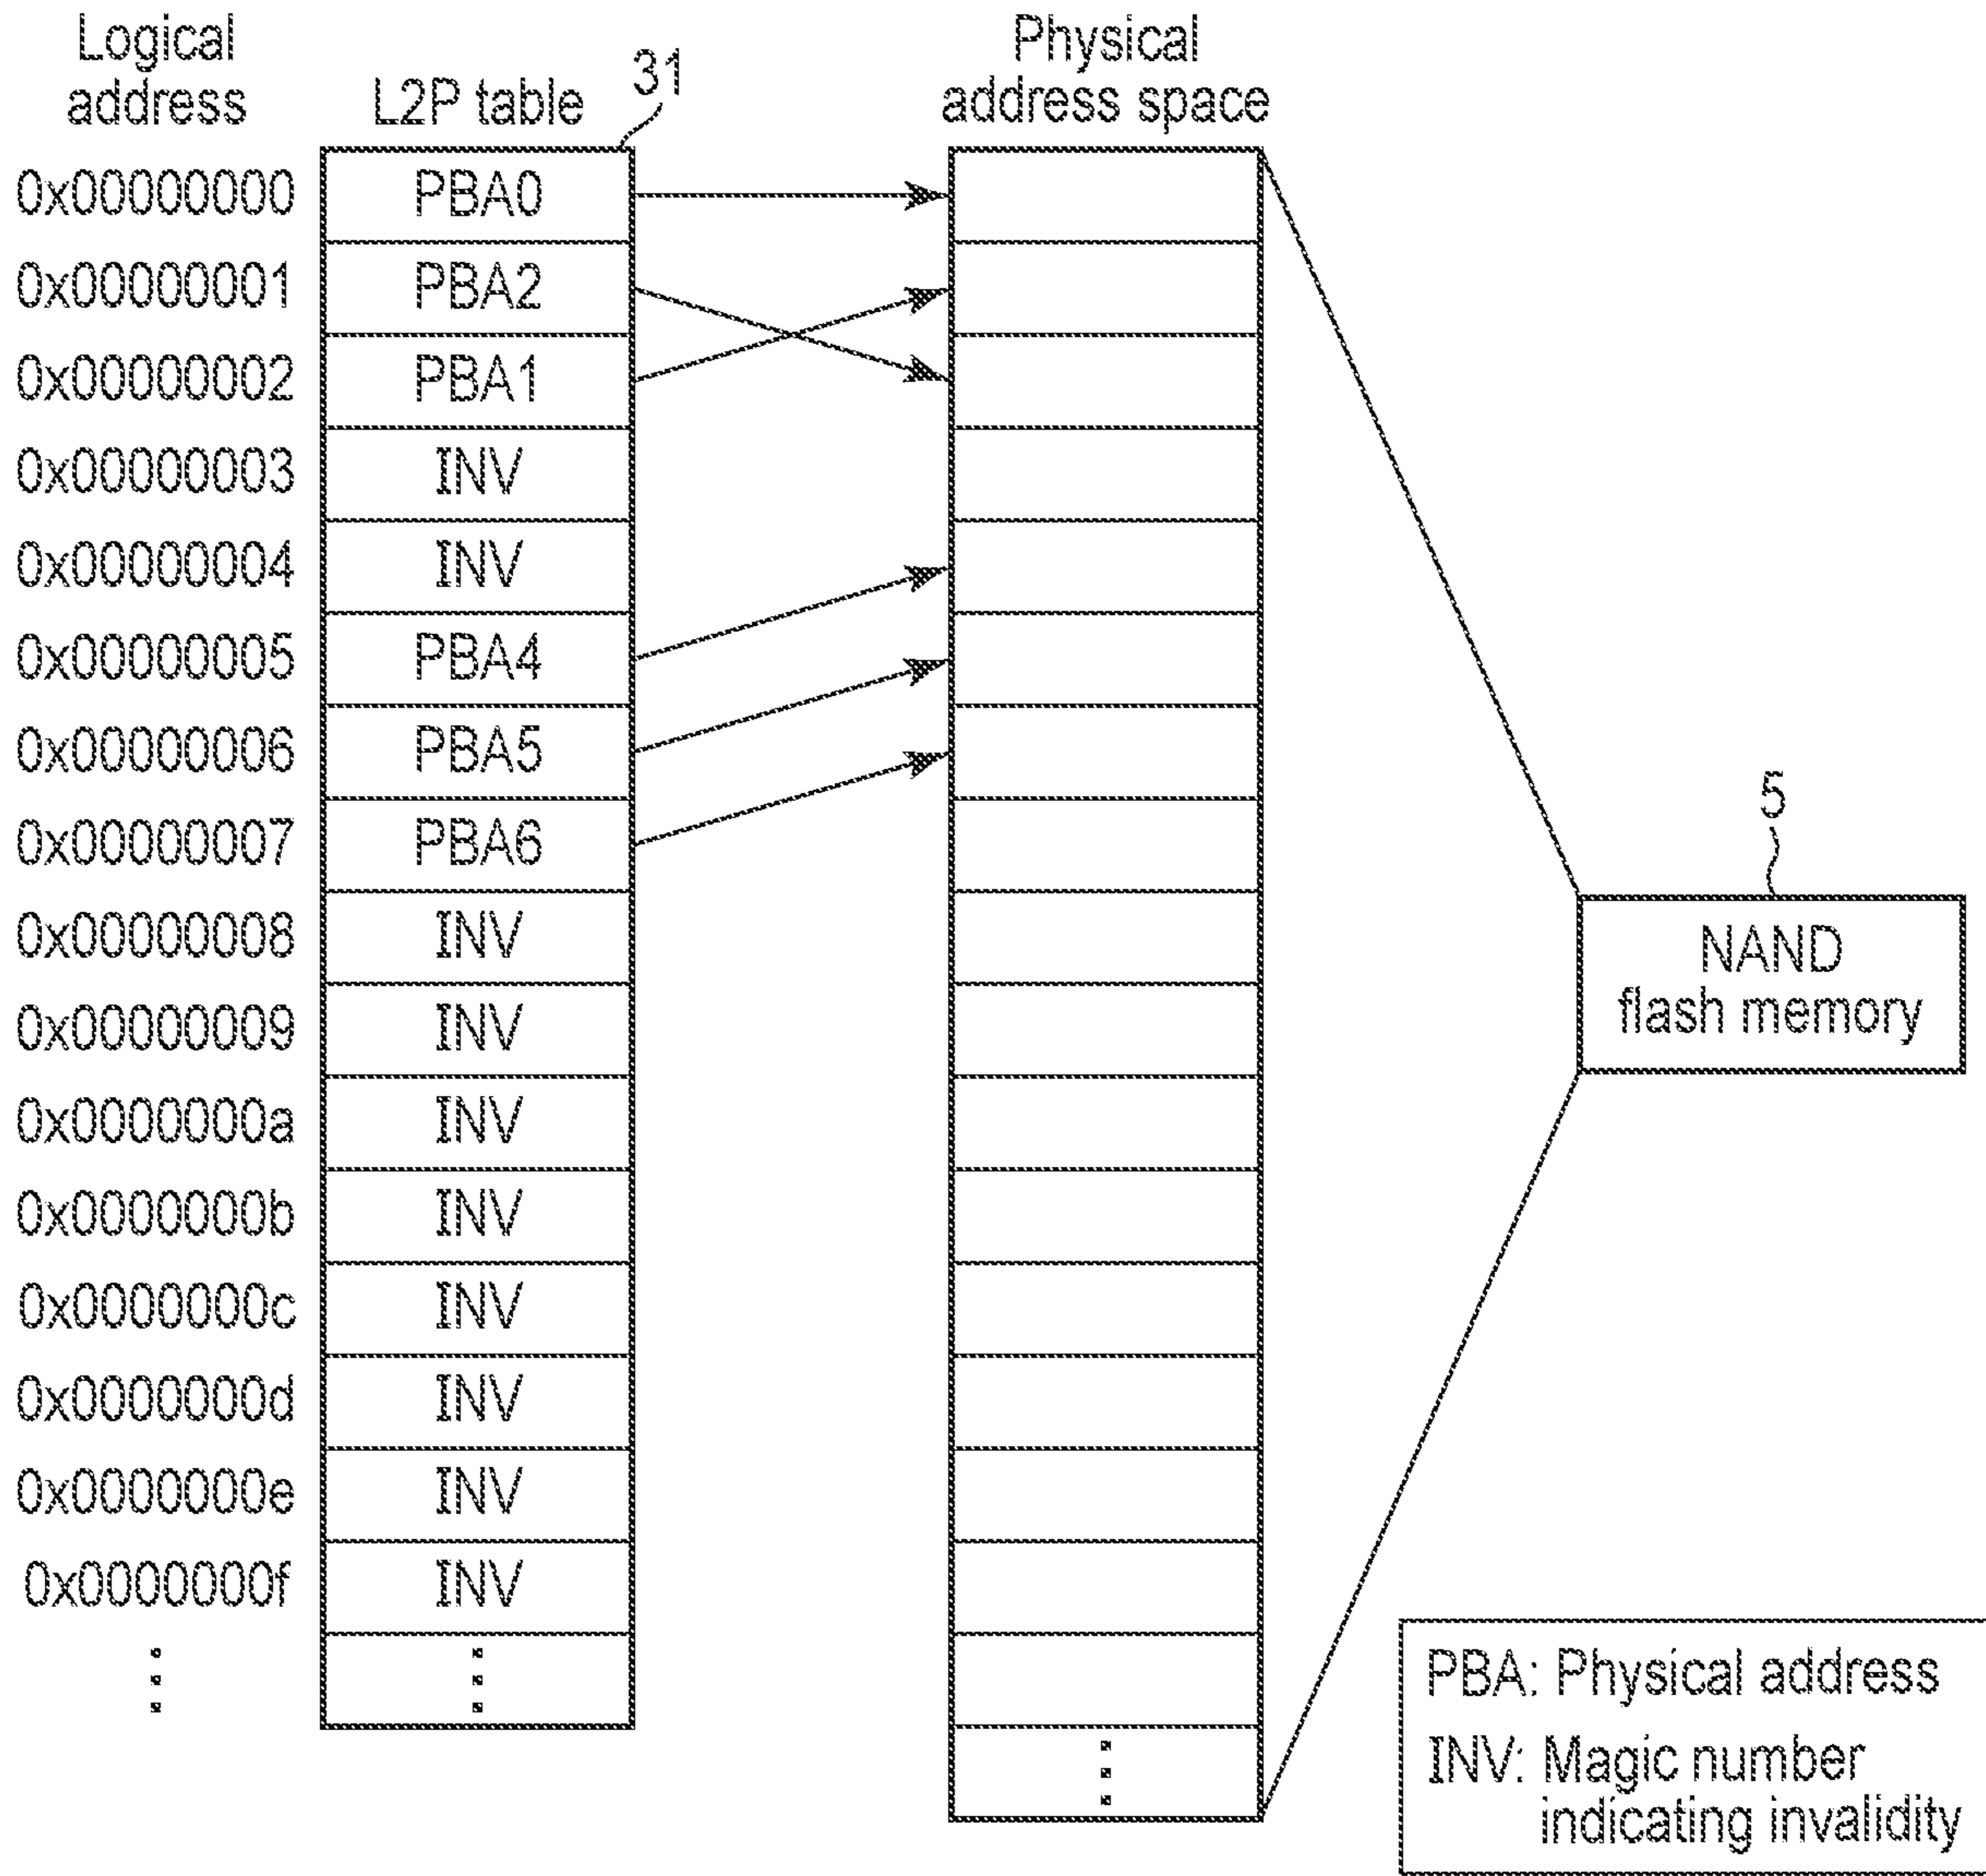 Logical
address
L2P table
31
Physical
address space
0x00000000 PBA0
0x00000001 PBA2
0x00000002 PBA1
0x00000003 INV
0x00000004 INV
0x00000005 PBA4
0x00000006 PBA5
0x00000007 PBA6
0x00000008 INV
0x00000009 INV
0x0000000a INV
0x0000000b INV
0x0000000c INV
0x0000000d INV
0x0000000e INV
0x0000000f INV
5
NAND
flash memory
PBA: Physical address
INV: Magic number
indicating invalidity